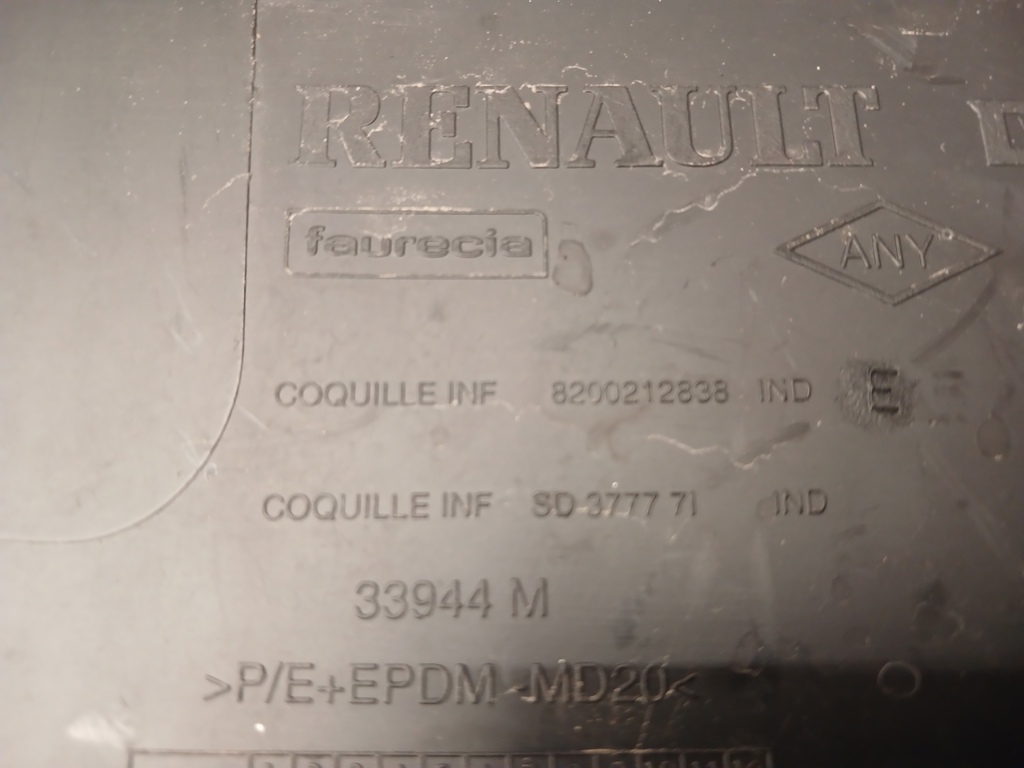 RENAULT
faurecia
ANY
COQUILLE INF 8200212838 IND E
COQUILLE INF SD 3777 71 IND
33944 M
>P/E+EPDM-MD20<